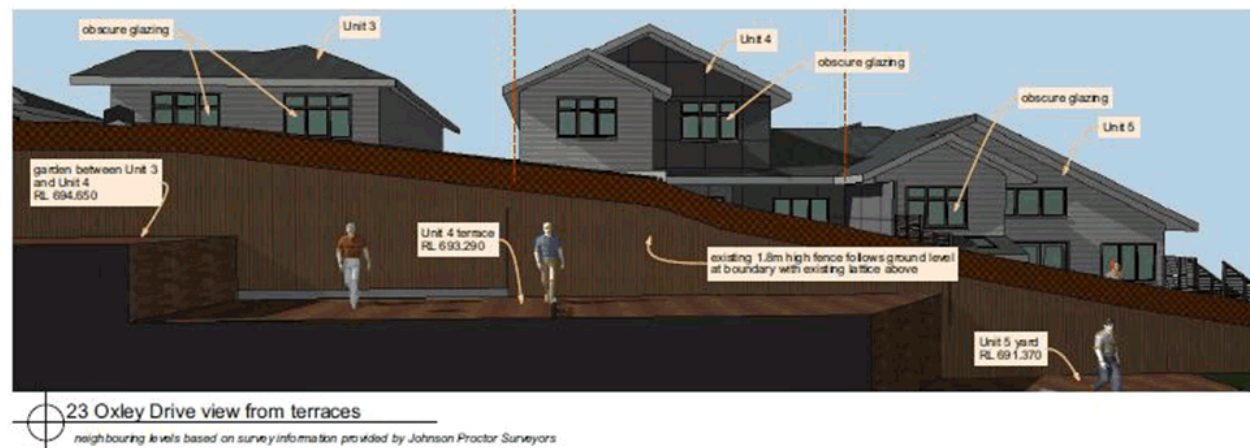 obscure glazing
Unit 3
Unit 4
obscure glazing
obscure glazing
Unit 5
garden between Unit 3
and Unit 4
RL 694.650
Unit 4 terrace
RL 693.290
existing 1.8m high fence follows ground level
at boundary with existing lattice above
Unit 5 yard
RL 691.370
23 Oxley Drive view from terraces
neighbouring levels based on survey information provided by Johnson Proctor Surveyors